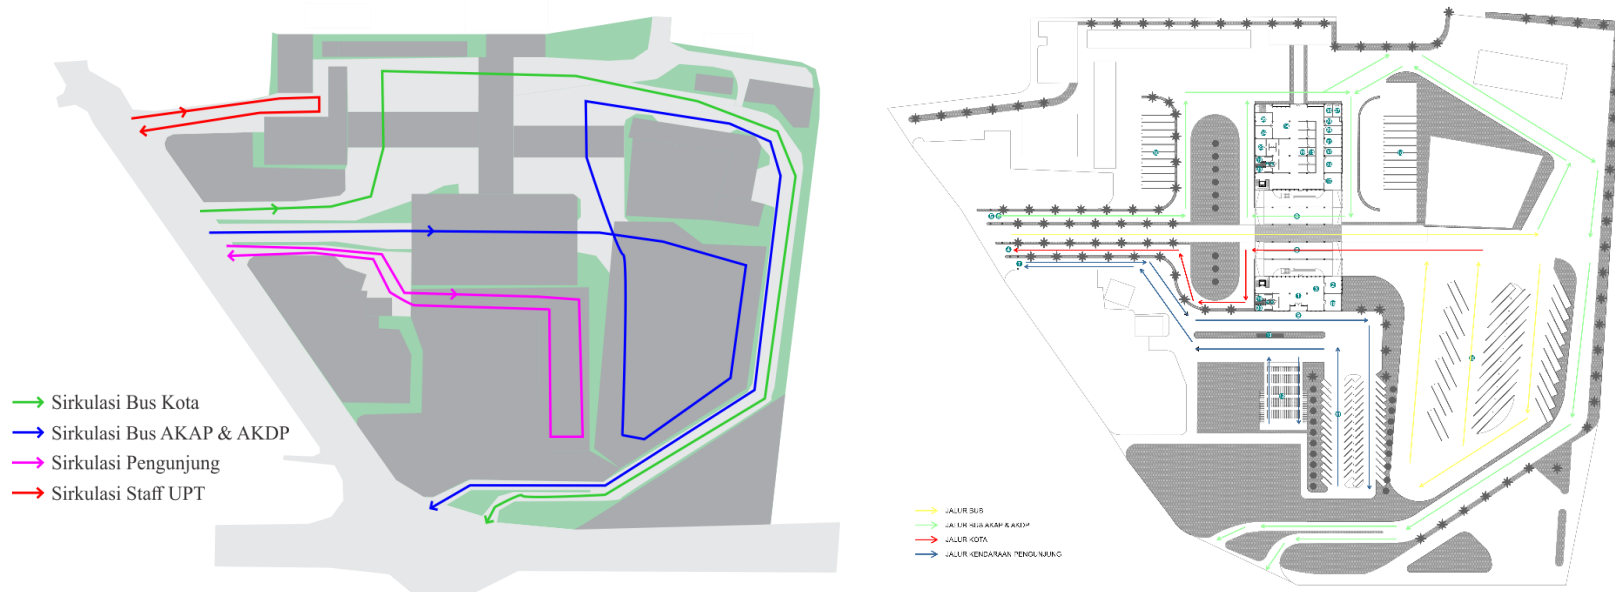 Sirkulasi Bus Kota
Sirkulasi Bus AKAP & AKDP
Sirkulasi Pengunjung
Sirkulasi Staff UPT
JALUR BUS
JALUR BUS AKAP & AKDP
JALUR KOTA
JALUR KENDARAAN PENGUNJUNG